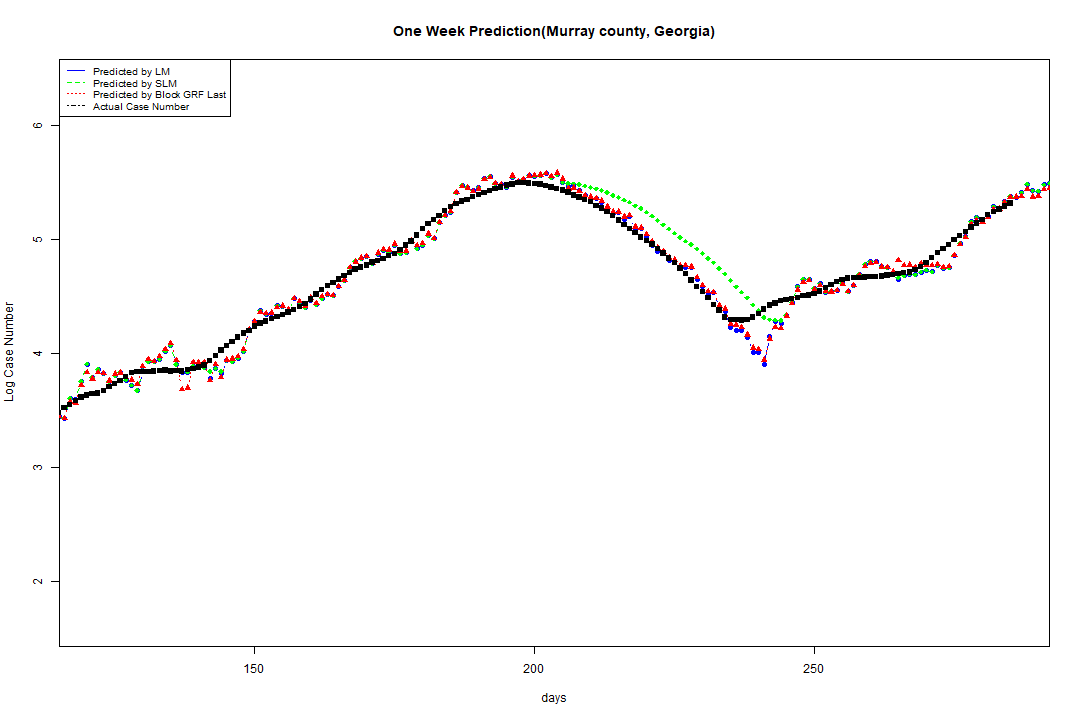 One Week Prediction(Murray county, Georgia)
Predicted by LM
Predicted by SLM
Predicted by Block GRF Last
Actual Case Number
6
5
4
3
2
Log Case Number
150
200
250
days